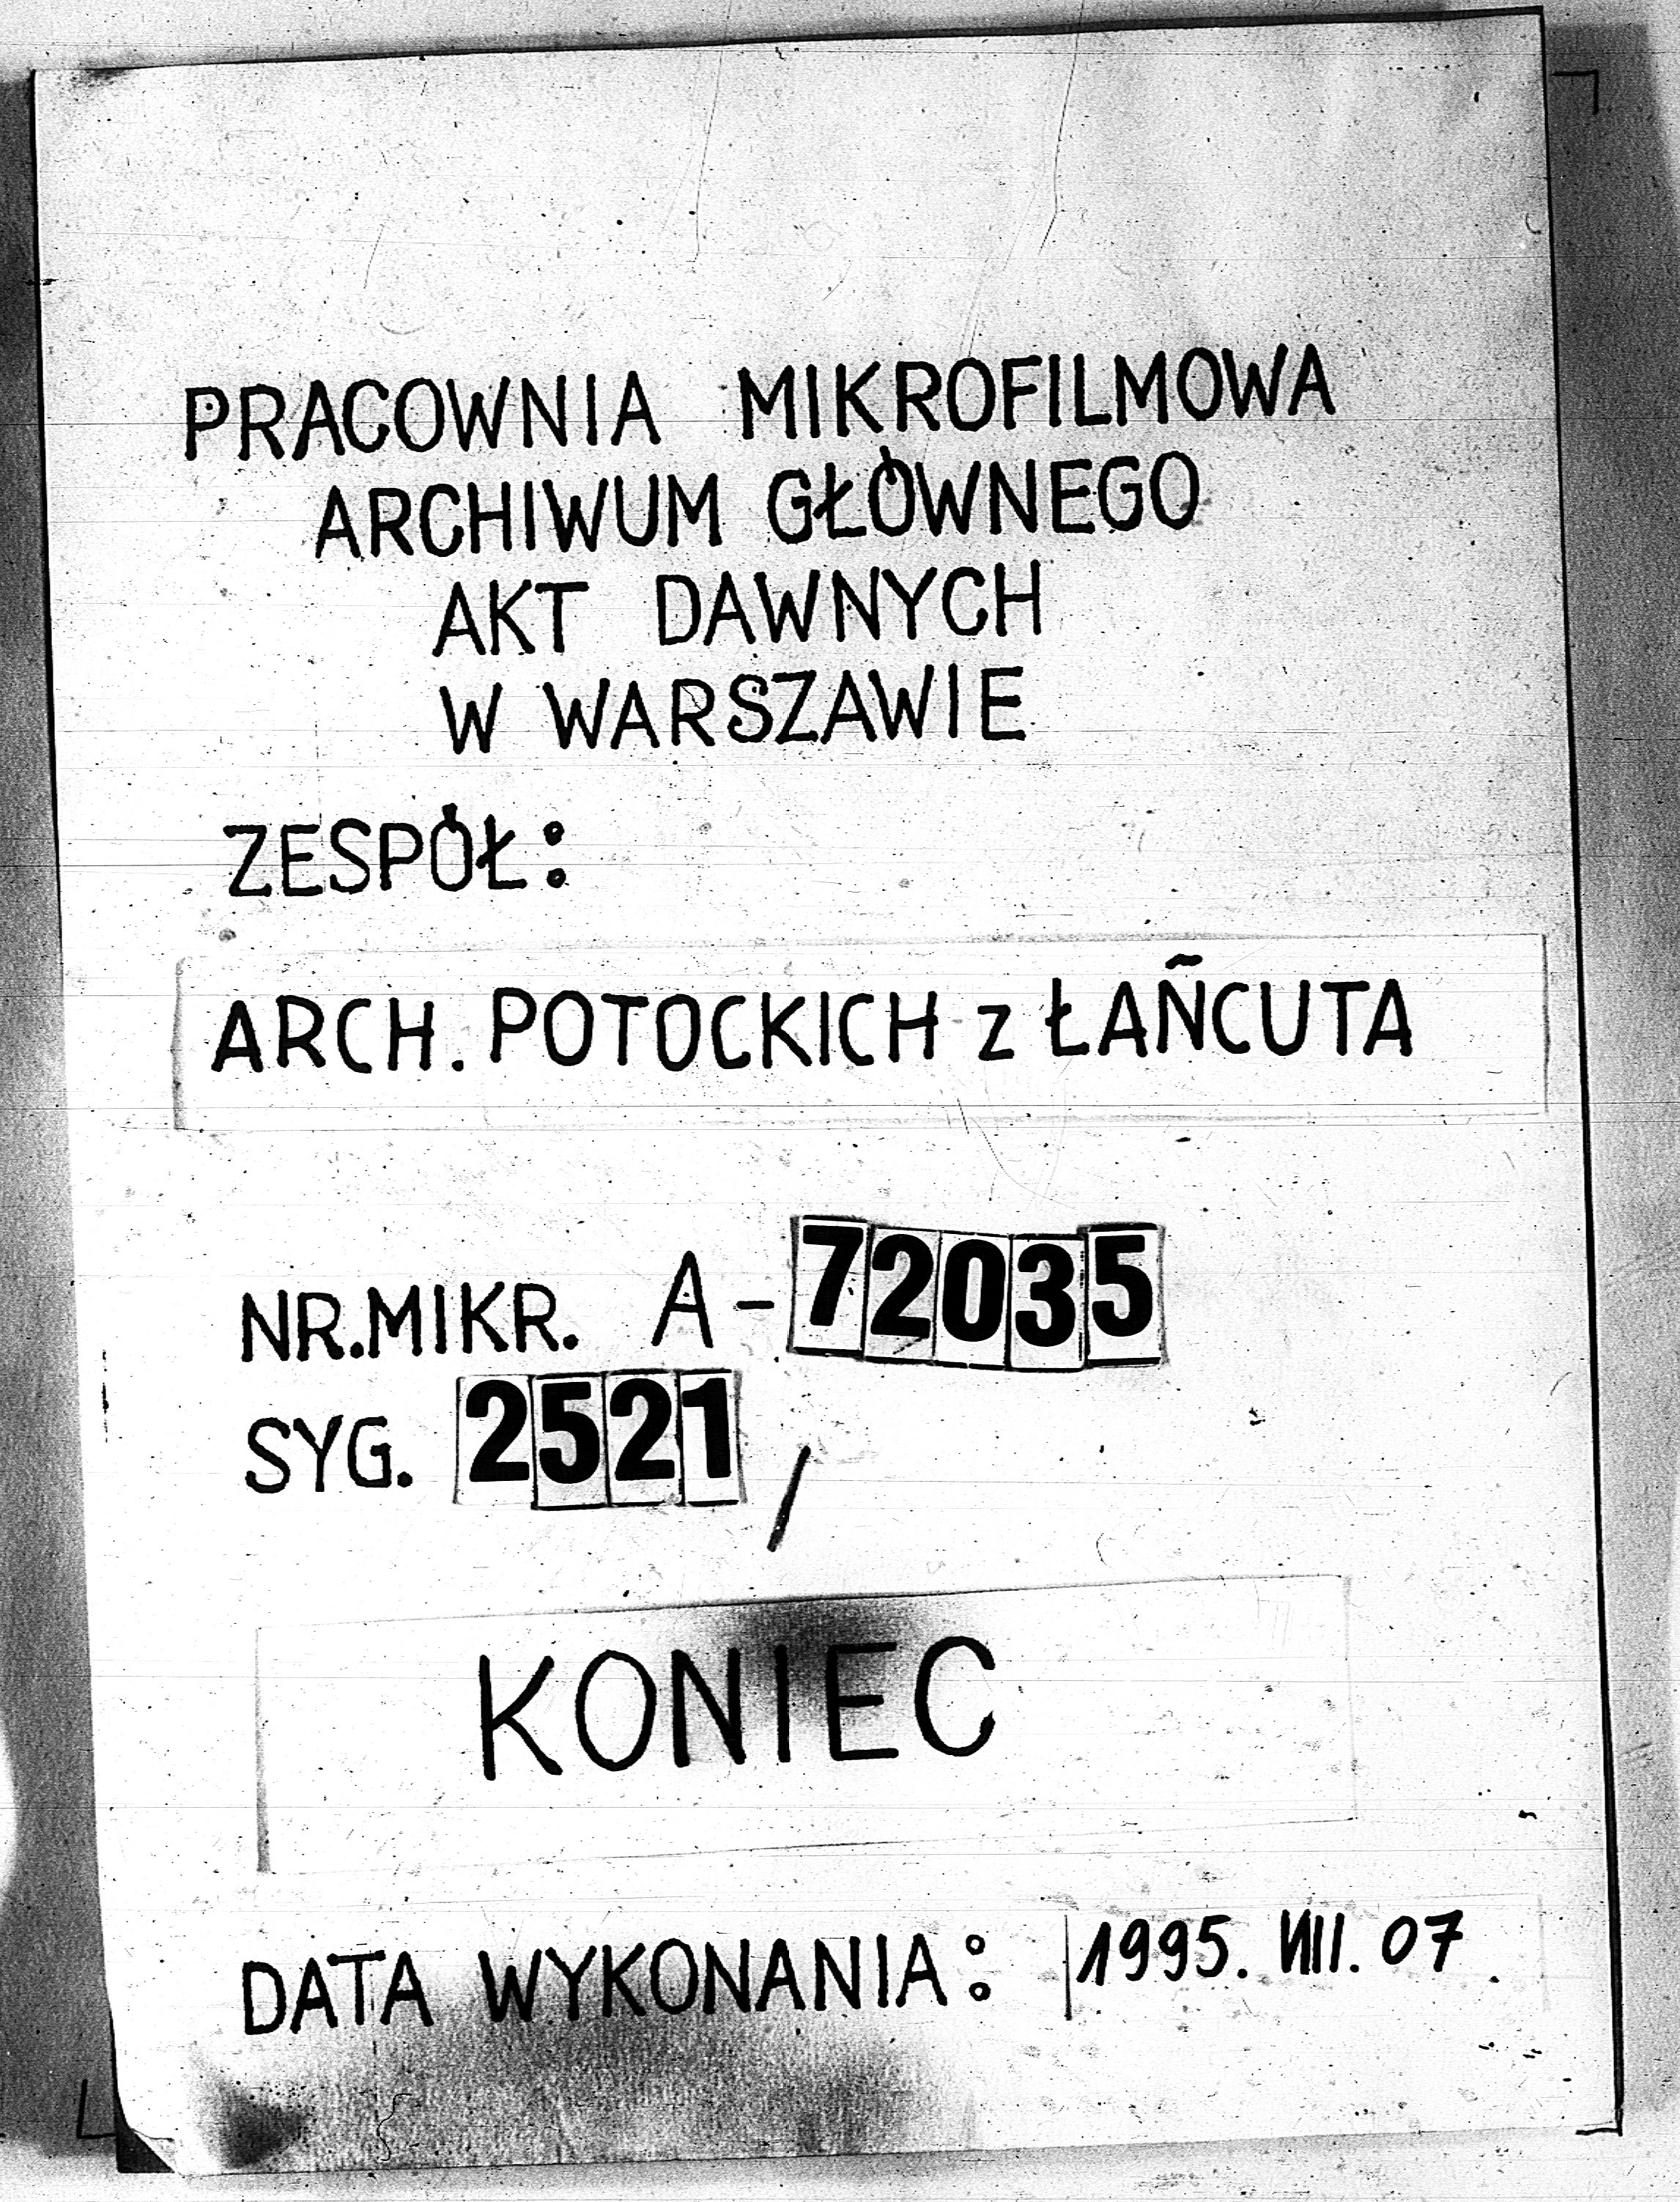 PRACOWNIA MIKROFILMOWA
ARCHIWUM GŁÓWNEGO
AKT DAWNYCH
W WARSZAWIE
ZESPÓŁ:
ARCH. POTOCKICH z ŁAŃCUTA
NR.MIKR. A-72035
SYG. 2521 /
KONIEC
DATA WYKONANIA: 1995. VIII. 07.